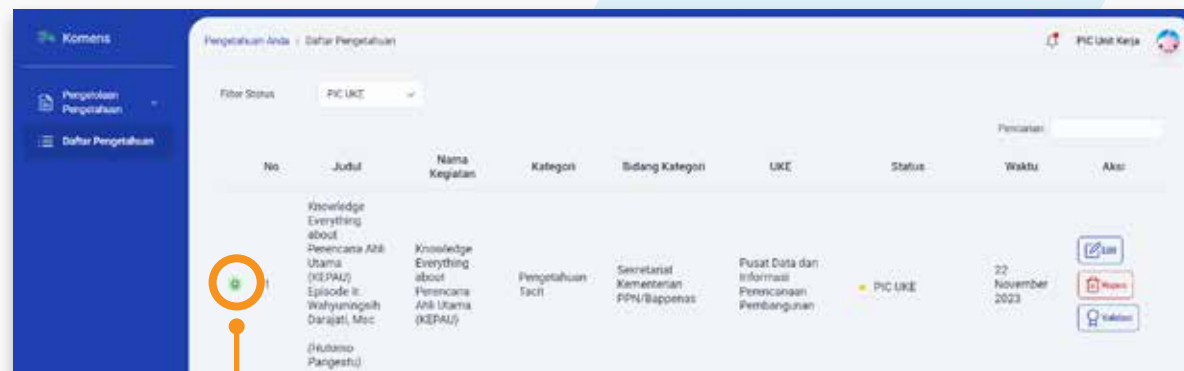 Komens
Pengetahuan Anda › Daftar Pengetahuan
PIC Unit Kerja
Pengelolaan
Pengetahuan
Daftar Pengetahuan
Filter Status
PIC UKE
Pencarian
No
Judul
Nama
Kegiatan
Kategori
Bidang Kategori
UKE
Status
Waktu
Aksi
1
Knowledge
Everything
about
Perencana Ahli
Utama
(KEPAU)
Episode
Wahyuningsih
Darajati, Msc
(Hutomo
Pangestu)
Knowledge
Everything
about
Perencana
Ahli Utama
(KEPAU)
Pengetahuan
Tacit
Sekretariat
Kementerian
PPN/Bappenas
Pusat Data dan
Informasi
Perencanaan
Pembangunan
PIC UKE
22
November
2023
Edit
Validasi